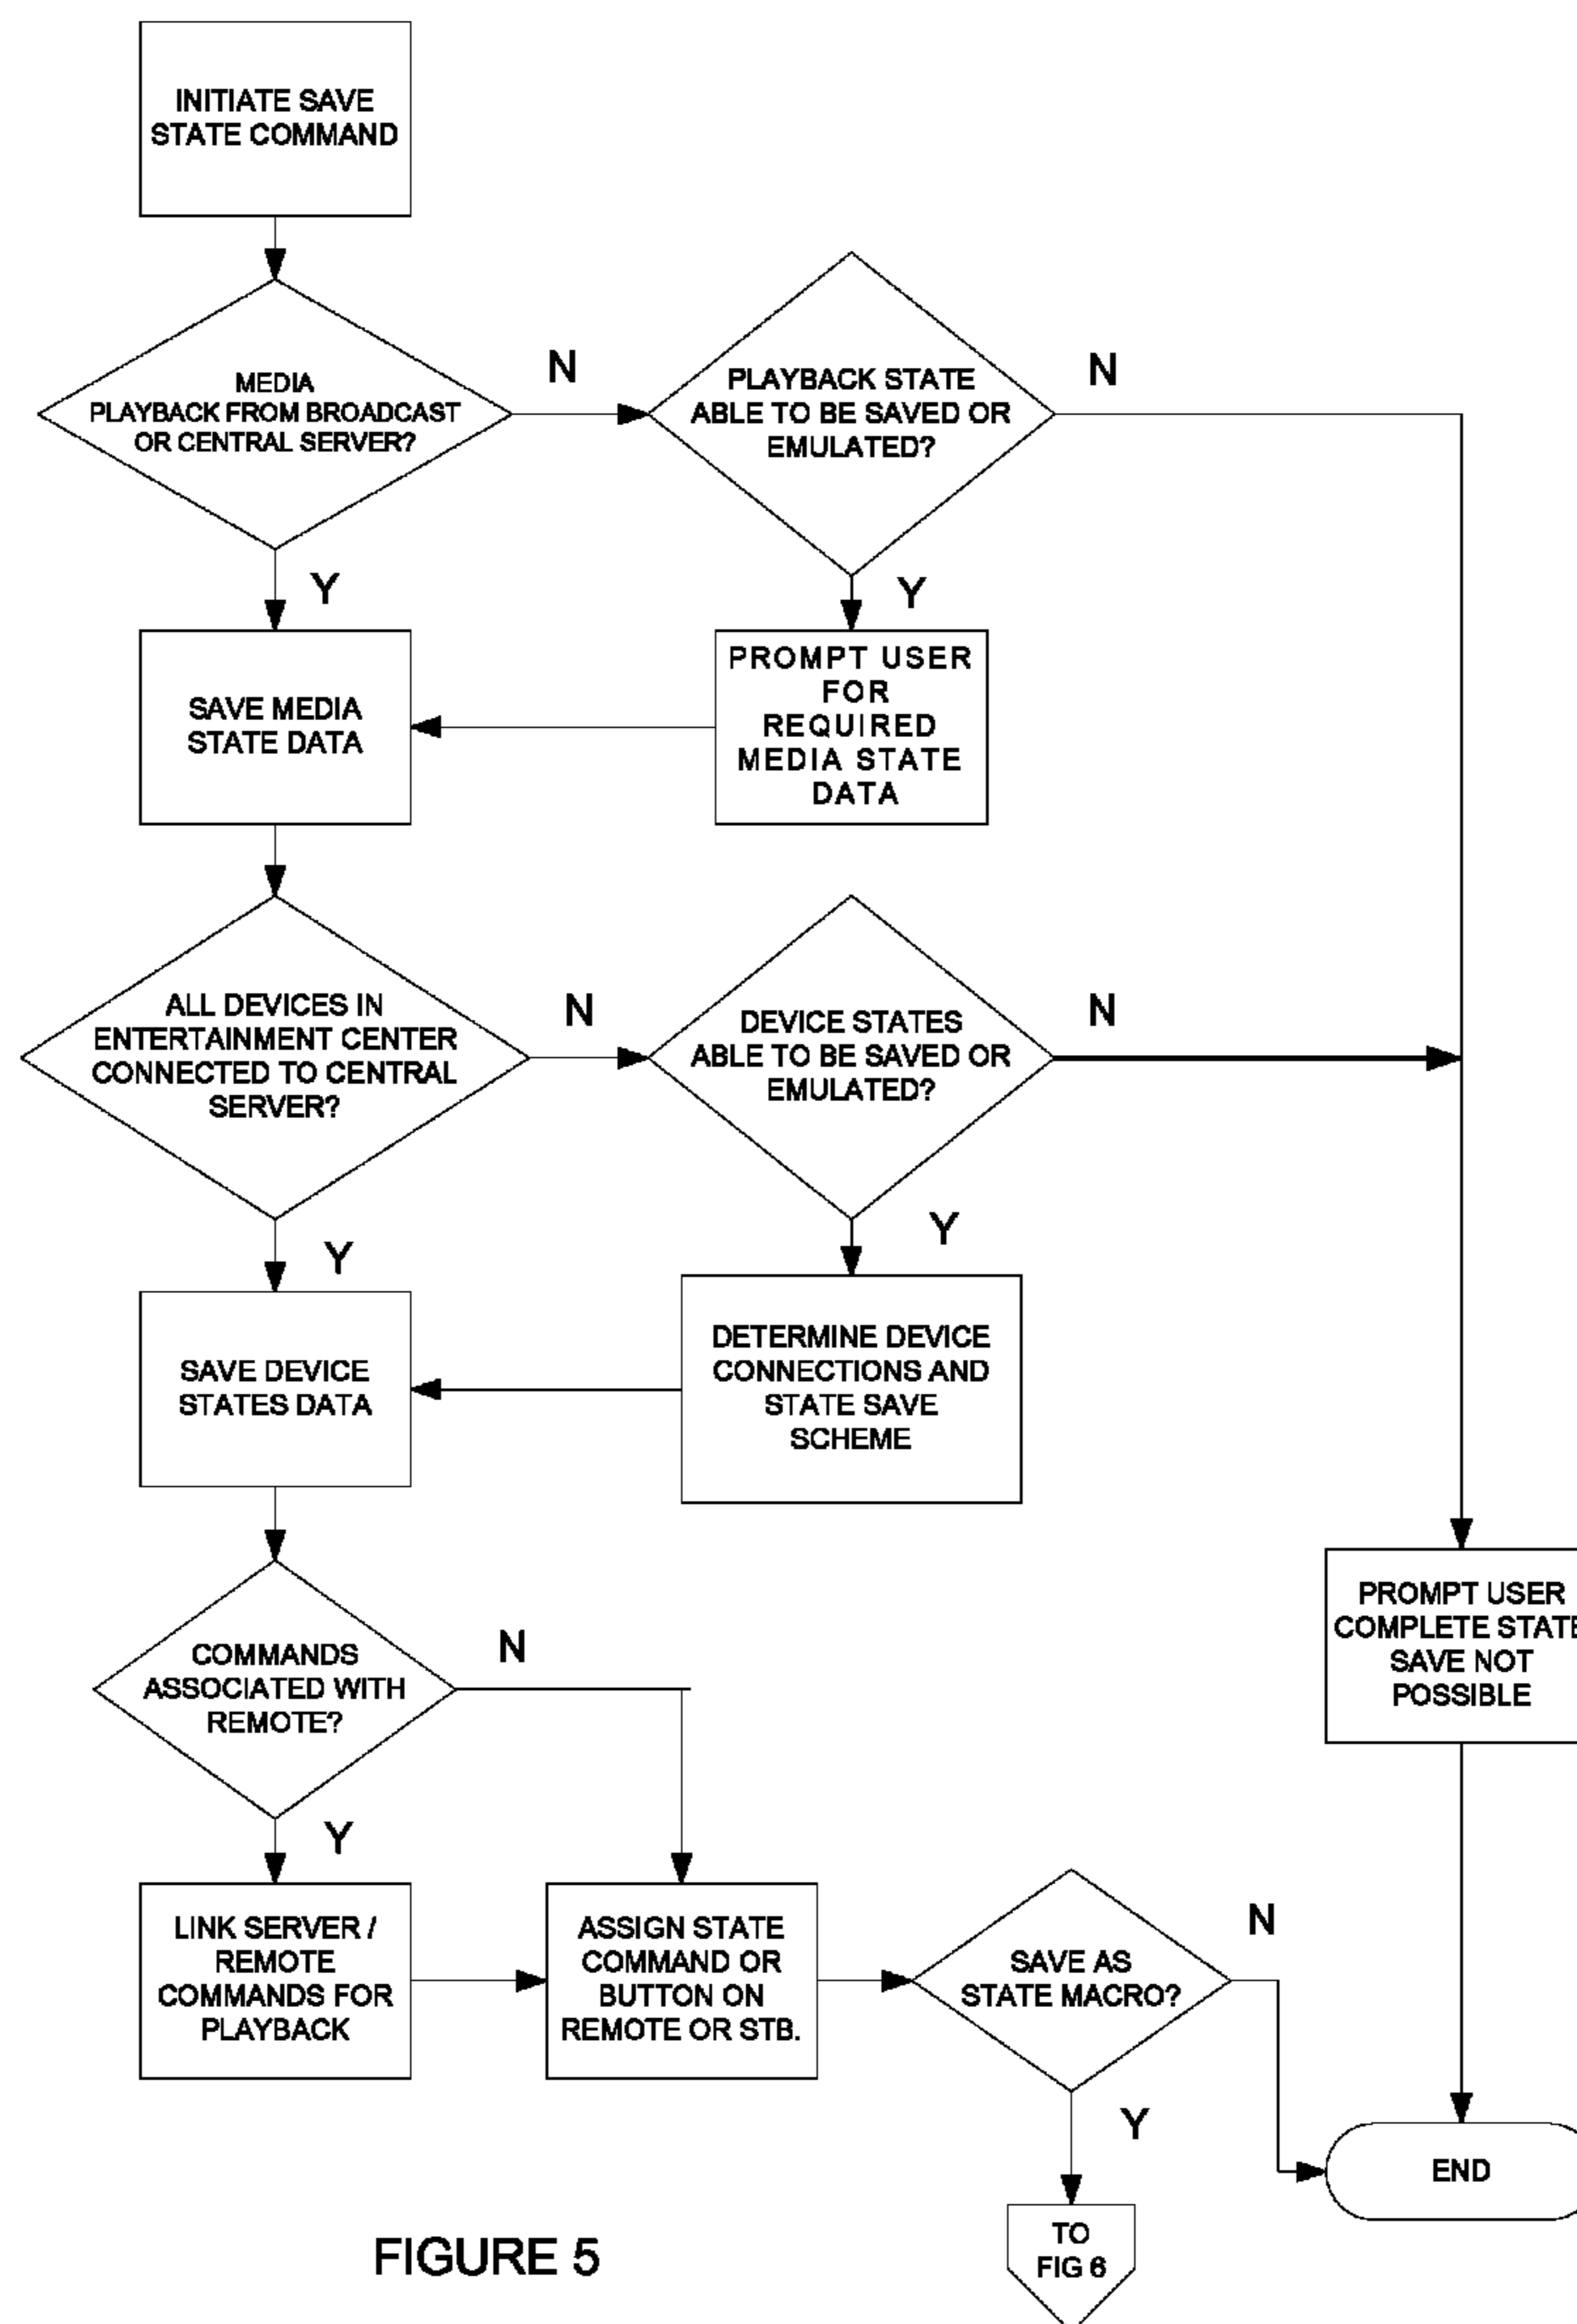 INITIATE SAVE
STATE COMMAND
MEDIA
PLAYBACK FROM BROADCAST
OR CENTRAL SERVER?
N
PLAYBACK STATE
ABLE TO BE SAVED OR
EMULATED?
N
Y
Y
SAVE MEDIA
STATE DATA
PROMPT USER
FOR
REQUIRED
MEDIA STATE
DATA
ALL DEVICES IN
ENTERTAINMENT CENTER
CONNECTED TO CENTRAL
SERVER?
N
DEVICE STATES
ABLE TO BE SAVED OR
EMULATED?
N
Y
Y
SAVE DEVICE
STATES DATA
DETERMINE DEVICE
CONNECTIONS AND
STATE SAVE
SCHEME
COMMANDS
ASSOCIATED WITH
REMOTE?
N
PROMPT USER
COMPLETE STATE
SAVE NOT
POSSIBLE
Y
LINK SERVER /
REMOTE
COMMANDS FOR
PLAYBACK
ASSIGN STATE
COMMAND OR
BUTTON ON
REMOTE OR STB.
SAVE AS
STATE MACRO?
N
Y
END
TO
FIG 6
FIGURE 5